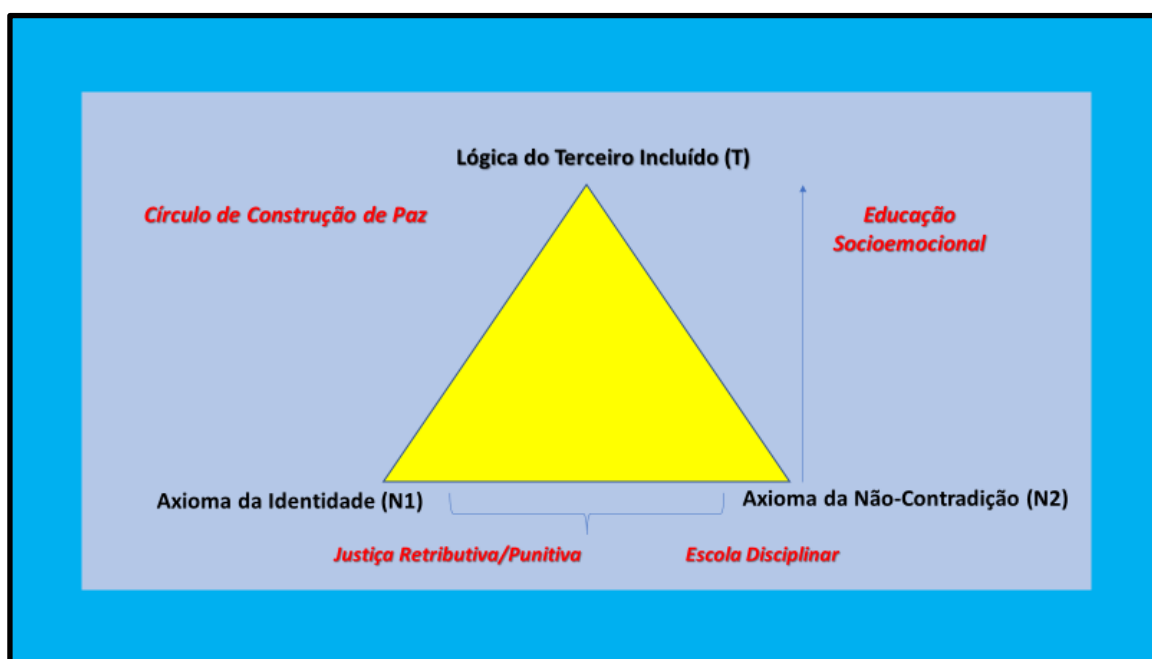 Lógica do Terceiro Incluído (T)
Círculo de Construção de Paz
Educação
Socioemocional
Axioma da Identidade (N1)
Axioma da Não-Contradição (N2)
Justiça Retributiva/Punitiva
Escola Disciplinar